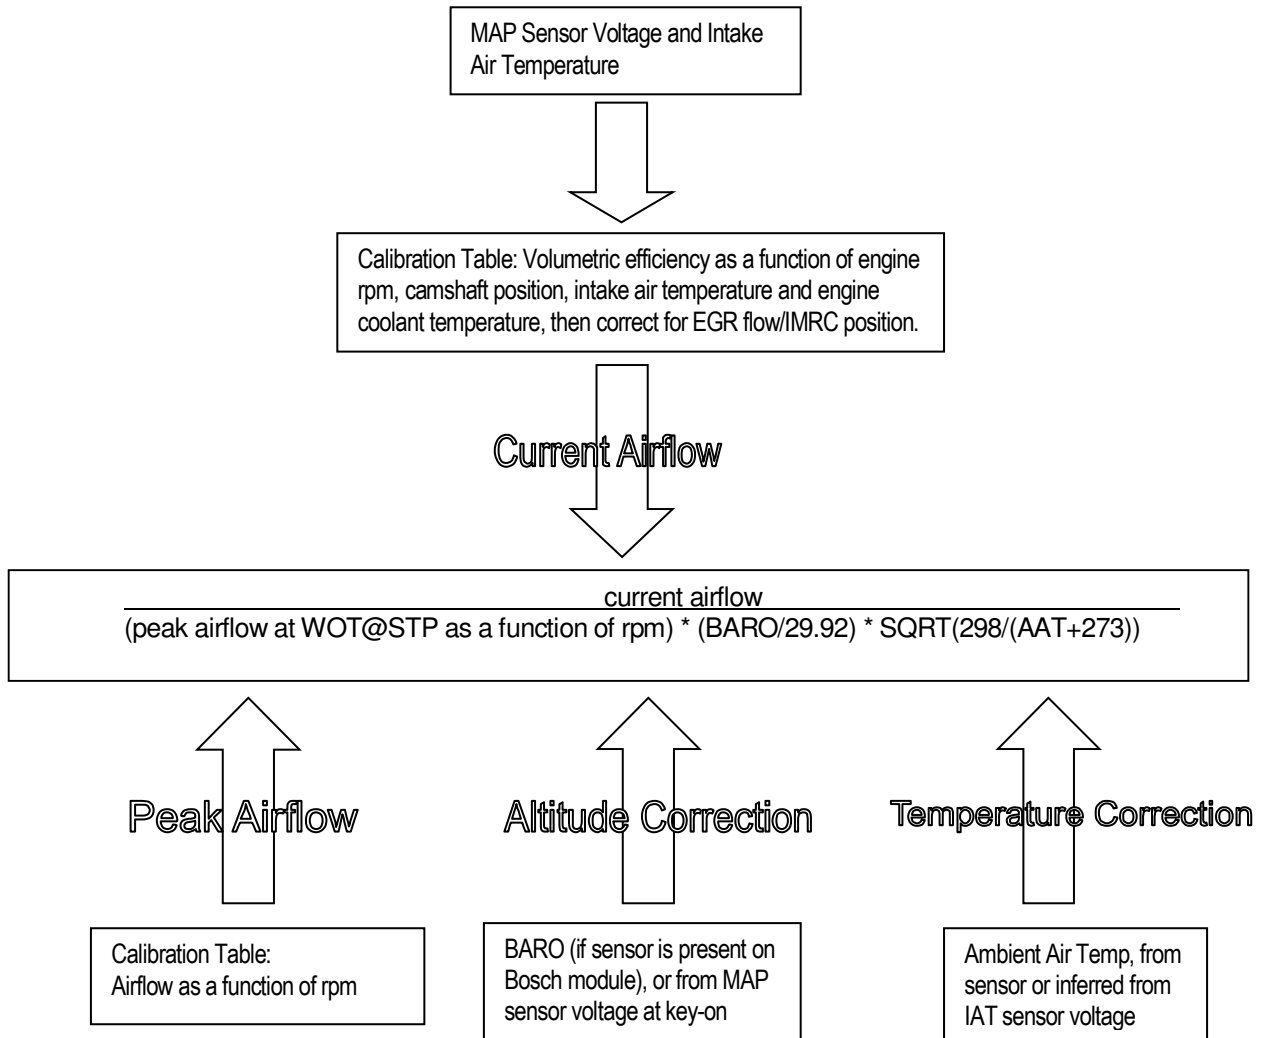 MAP Sensor Voltage and Intake
Air Temperature
Calibration Table: Volumetric efficiency as a function of engine
rpm, camshaft position, intake air temperature and engine
coolant temperature, then correct for EGR flow/IMRC position.
Current Airflow
current airflow
(peak airflow at WOT@STP as a function of rpm) * (BARO/29.92) * SQRT(298/(AAT+273))
Peak Airflow
Altitude Correction
Temperature Correction
Calibration Table:
Airflow as a function of rpm
BARO (if sensor is present on
Bosch module), or from MAP
sensor voltage at key-on
Ambient Air Temp, from
sensor or inferred from
IAT sensor voltage